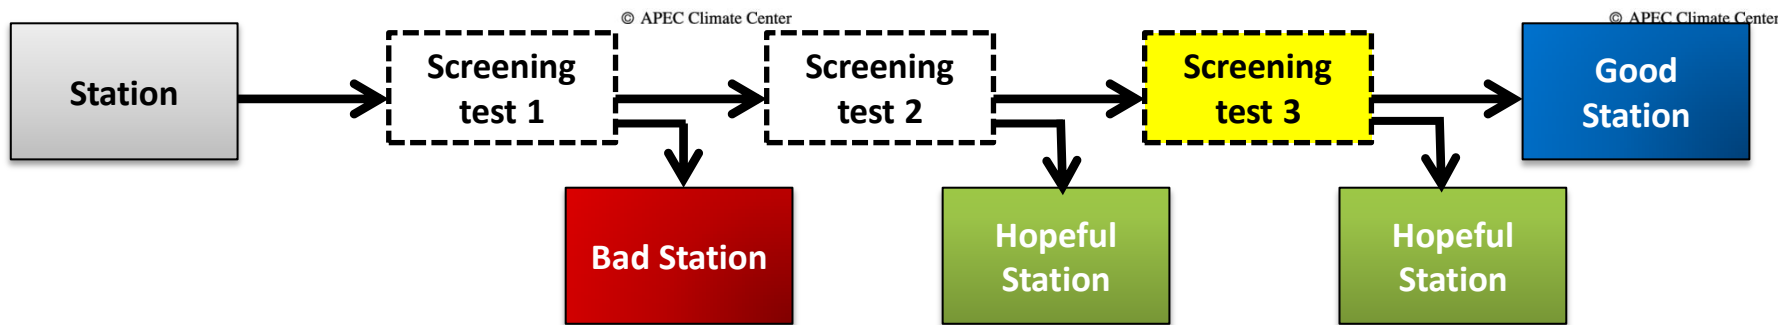 © APEC Climate Center
© APEC Climate Center
Station
Screening
test 1
Screening
test 2
Screening
test 3
Good
Station
Bad Station
Hopeful
Station
Hopeful
Station